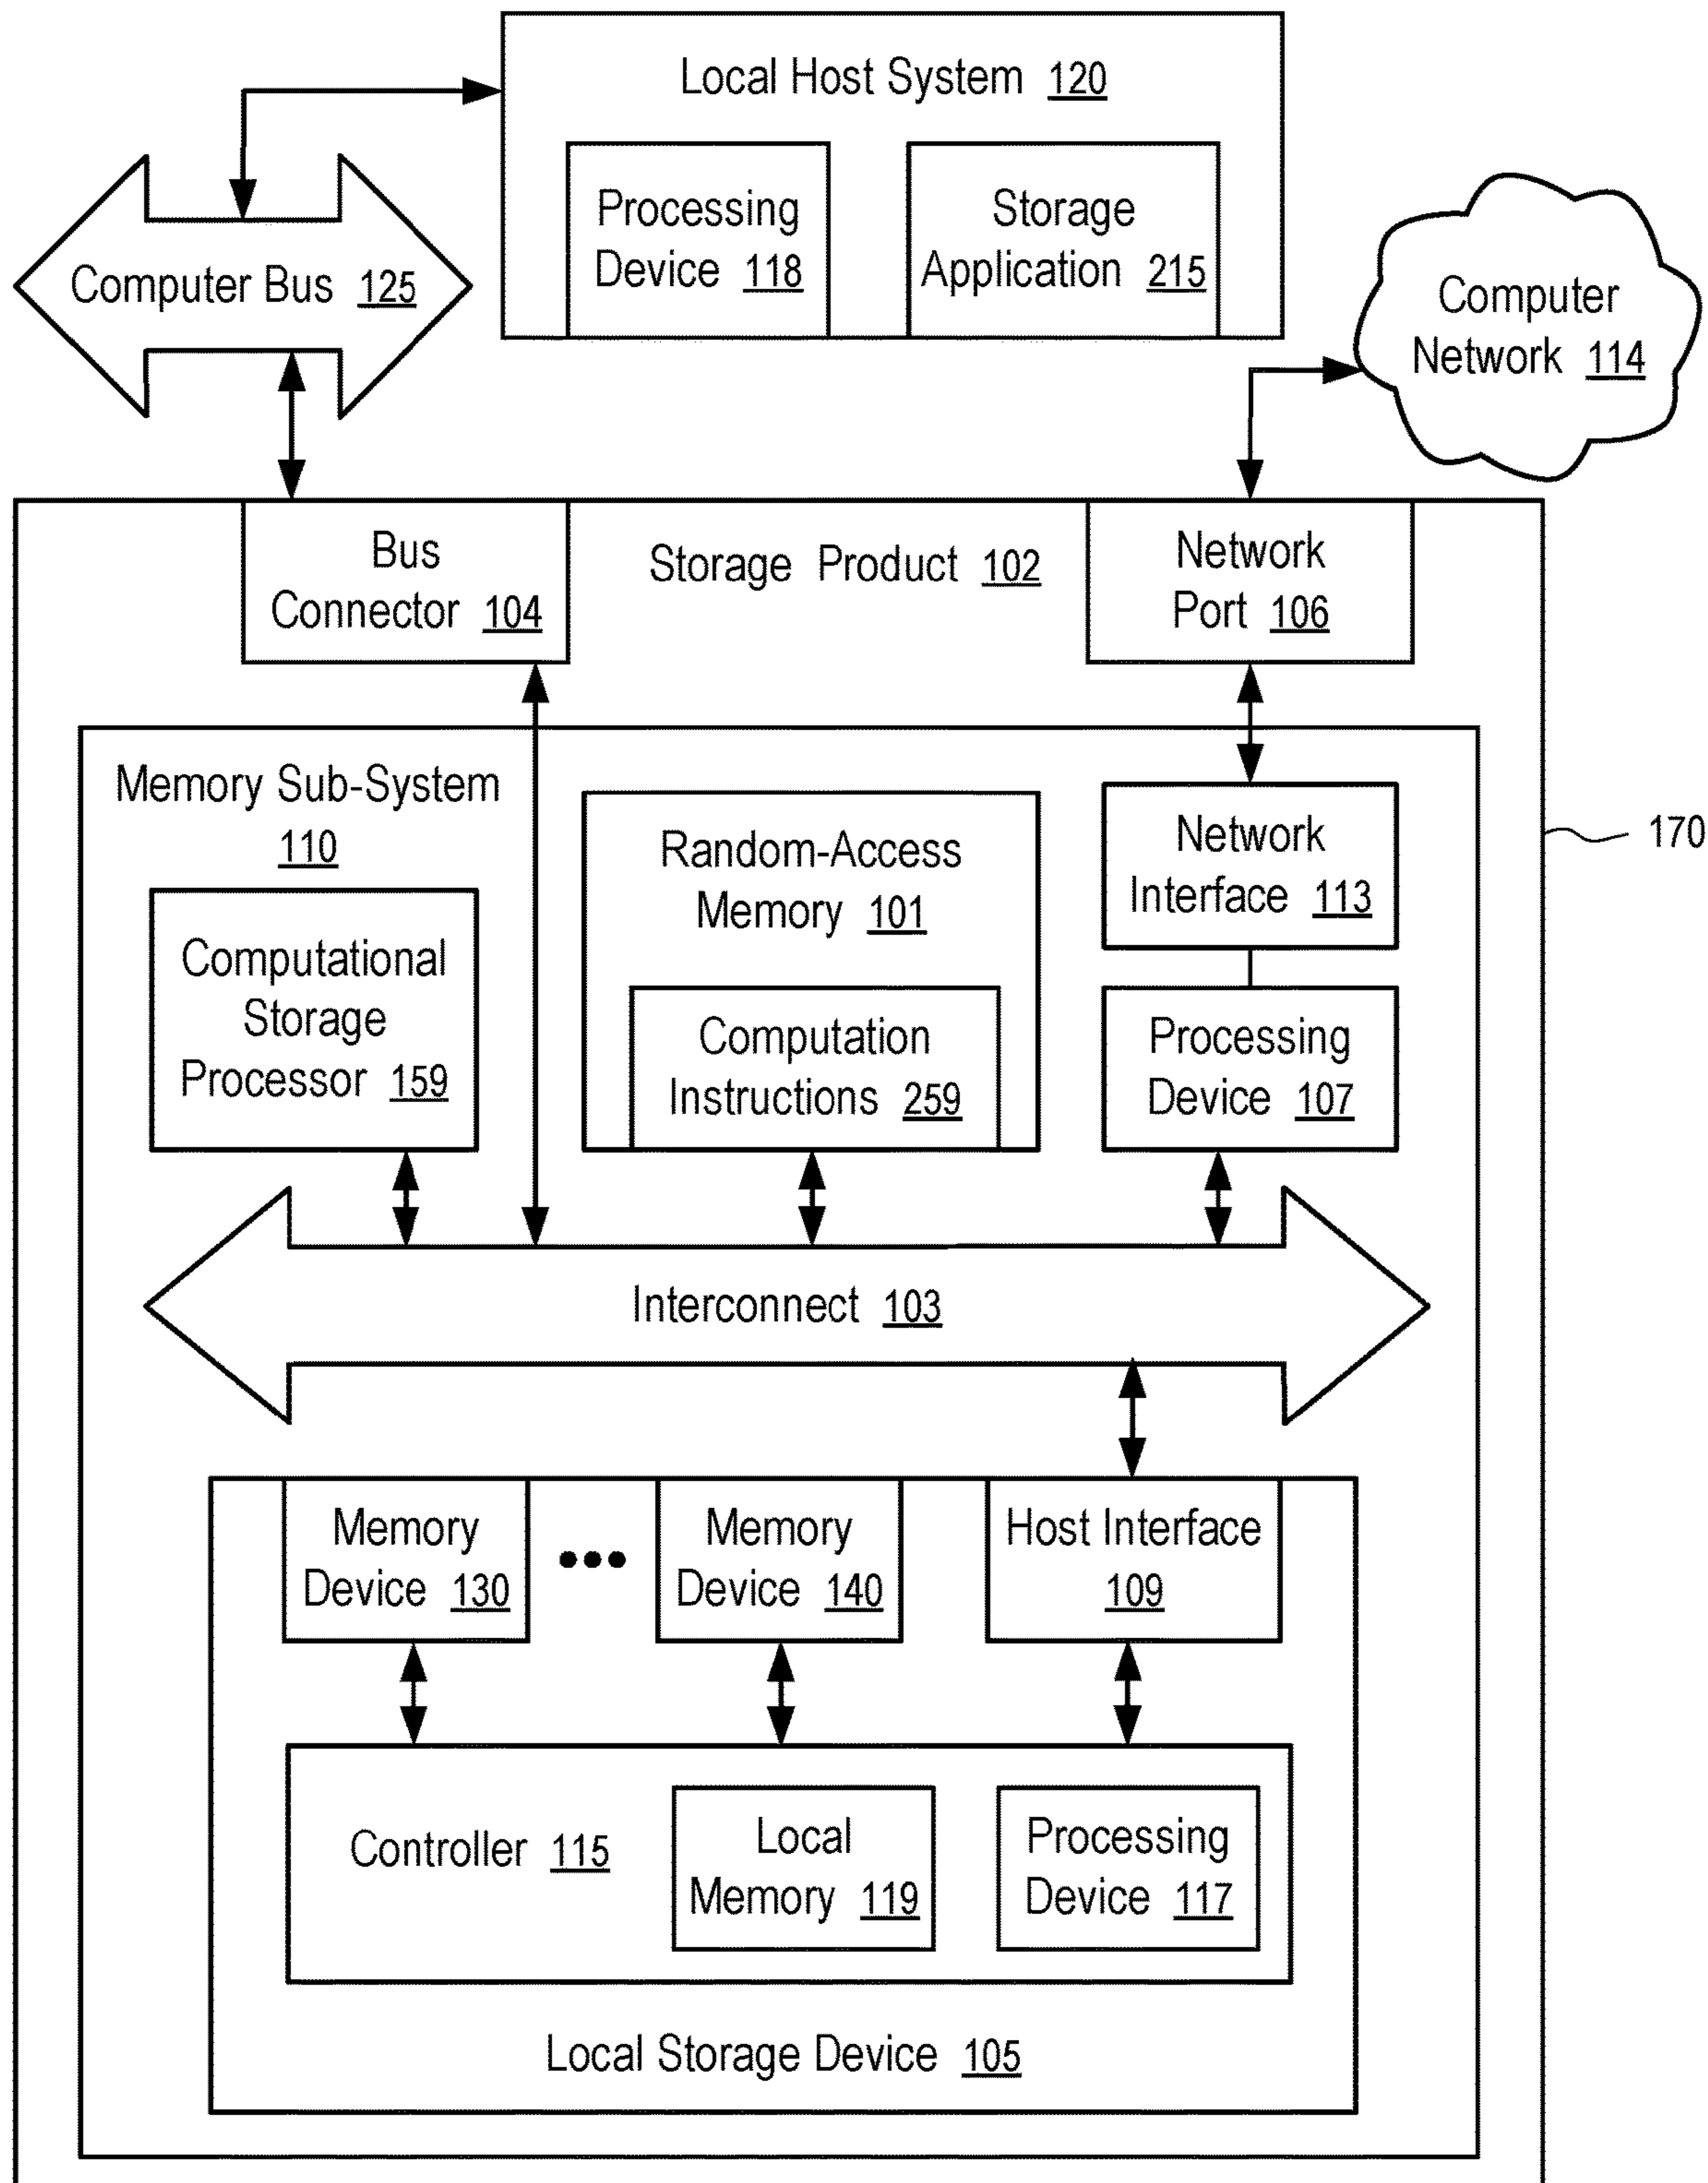 Local Host System 120
Processing
Device 118
Storage
Application 215
Computer Bus 125
Computer
Network 114
Bus
Connector 104
Storage Product 102
Network
Port 106
Memory Sub-System
110
Random-Access
Memory 101
Network
Interface 113
170
Computational
Storage
Processor 159
Computation
Instructions 259
Processing
Device 107
Interconnect 103
Memory
Device 130
Memory
Device 140
Host Interface
109
Controller 115
Local
Memory 119
Processing
Device 117
Local Storage Device 105